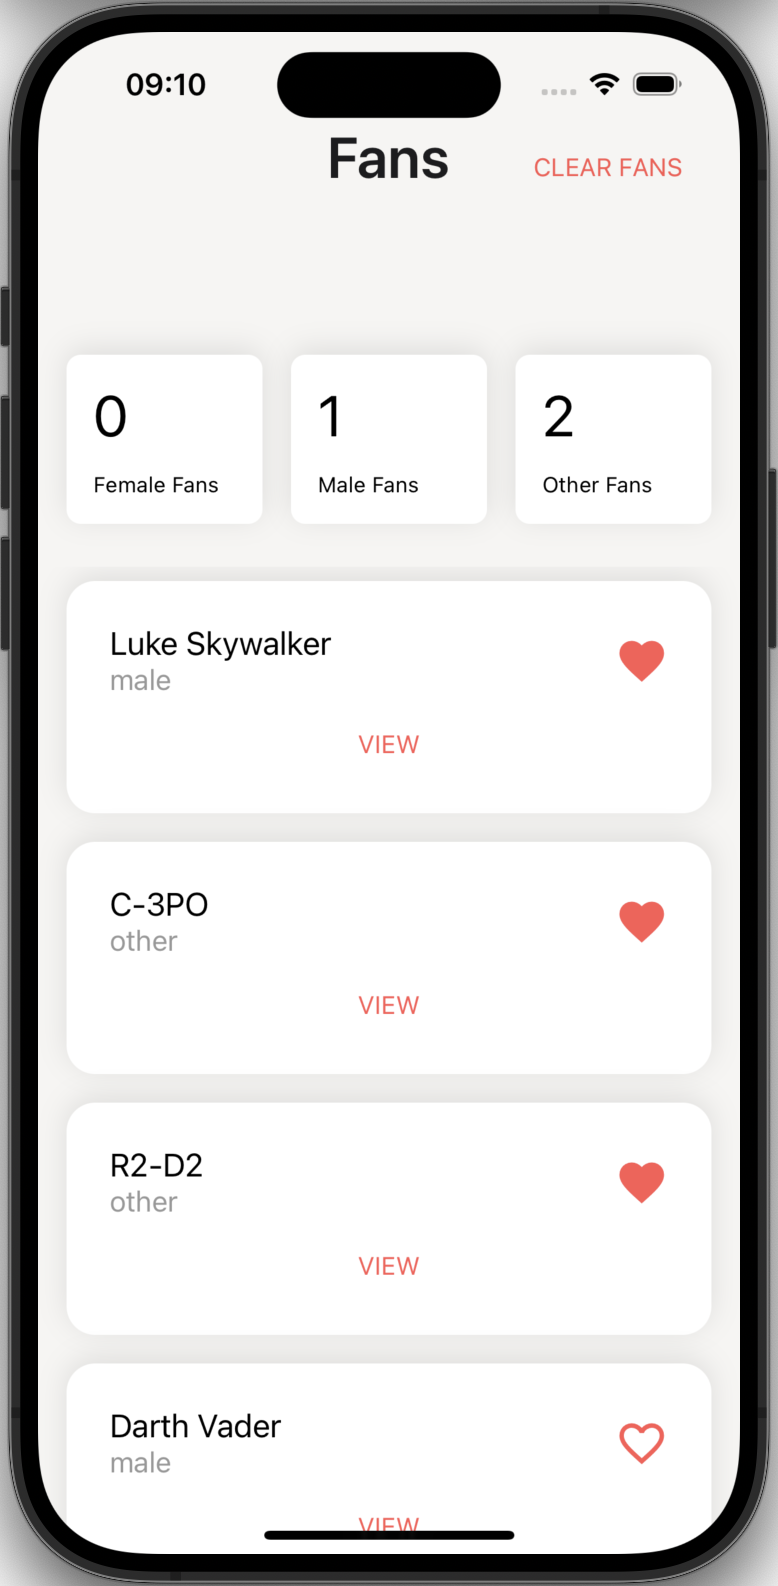 09:10
Fans
CLEAR FANS
0
Female Fans
1
Male Fans
2
Other Fans
Luke Skywalker
male
VIEW
C-3PO
other
VIEW
R2-D2
other
VIEW
Darth Vader
male
VIEW